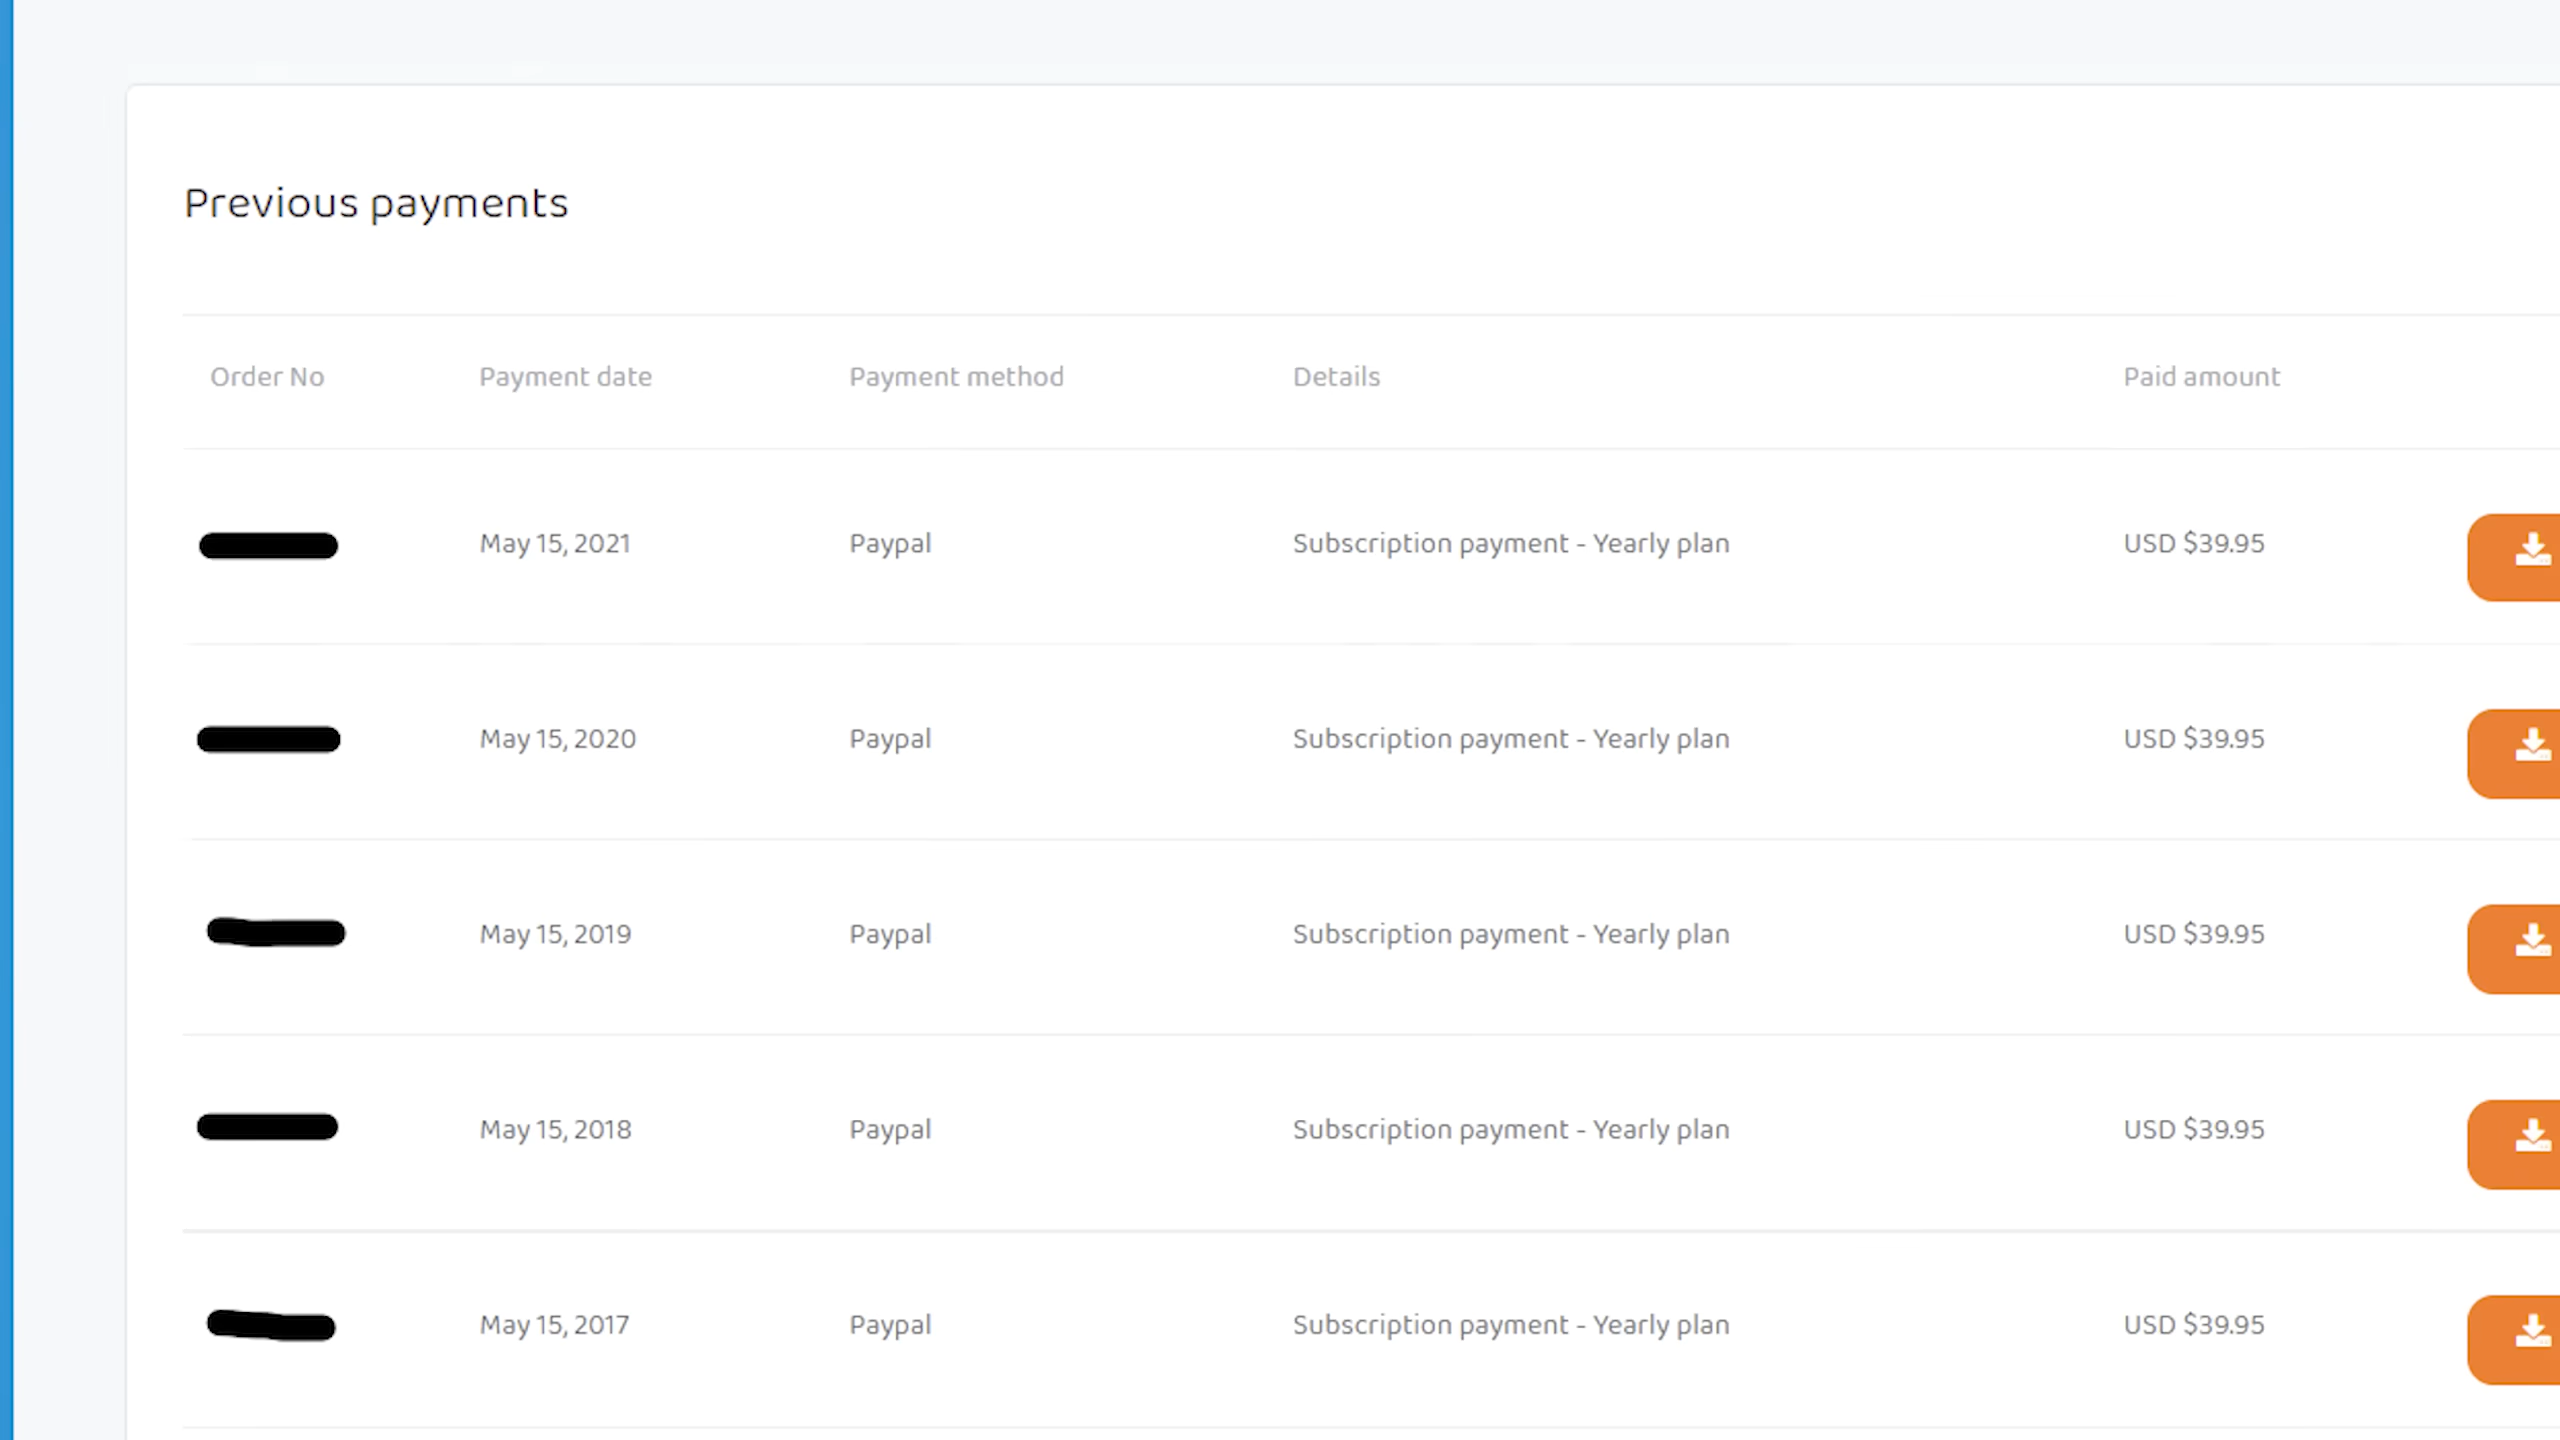 Previous payments
Order No Payment date Payment method Details Paid amount
May 15, 2021 Paypal Subscription payment - Yearly plan USD $39.95
May 15, 2020 Paypal Subscription payment - Yearly plan USD $39.95
May 15, 2019 Paypal Subscription payment - Yearly plan USD $39.95
May 15, 2018 Paypal Subscription payment - Yearly plan USD $39.95
May 15, 2017 Paypal Subscription payment - Yearly plan USD $39.95